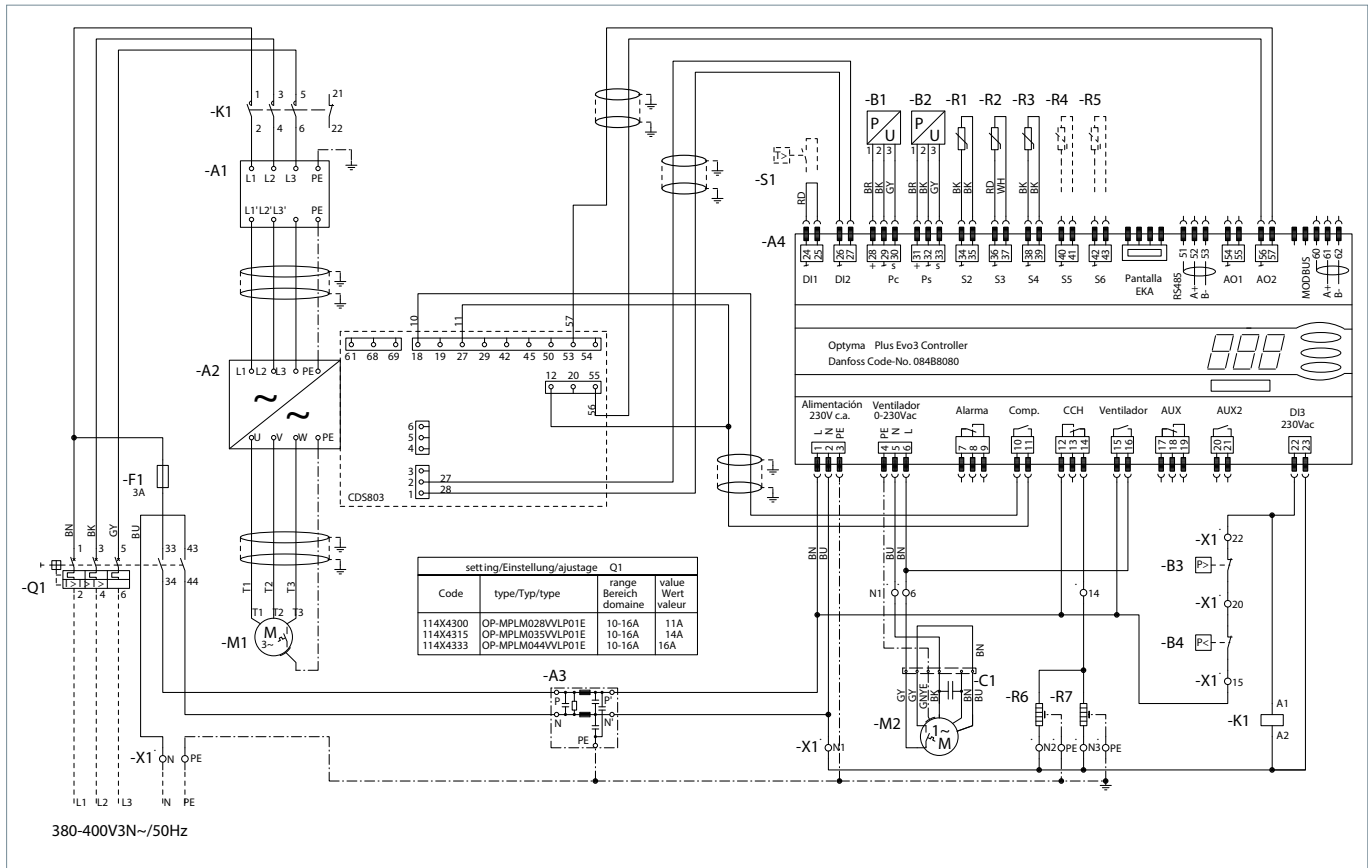 1 3 5 21
-K1
2 4 6 22
-A1
L1 L2 L3 PE
L1' L2' L3' PE
-A2
L1 L2 L3 PE
~
~
U V W PE
-F1
3A
BN BK GY BU
1 3 5 33 43
-Q1
I> I> I>
2 4 6 34 44
T1 T2 T3
T1 T2 T3
-M1
M
3~
-X1 N PE
L1 L2 L3 N PE
380-400V3N~/50Hz
10 11 57
61 68 69 18 19 27 29 42 45 50 53 54
12 20 55
56
6
5
4
3
2 27
1 28
CDS803
setting/Einstellung/ajustage Q1
Code type/Typ/type range Bereich domaine value Wert valeur
114X4300 OP-MPLM028VVLP01E 10-16A 11A
114X4315 OP-MPLM035VVLP01E 10-16A 14A
114X4333 OP-MPLM044VVLP01E 10-16A 16A
-A3
P P'
N N'
PE
-B1 -B2 -R1 -R2 -R3 -R4 -R5
P U P U
1 2 3 1 2 3
T>
-S1
RD BR BK GY BR BK GY BK BK RD WH BK BK
-A4
24 25 26 27 28 29 30 31 32 33 34 35 36 37 38 39 40 41 42 43 51 52 53 54 55 56 57 60 61 62
+ - s + - s
DI1 DI2 Pc Ps S2 S3 S4 S5 S6 Pantalla EKA RS485 A+ B- AO1 AO2 MODBUS A+ B-
Optyma Plus Evo3 Controller
Danfoss Code-No. 084B8080
Alimentación 230V c.a. Ventilador 0-230Vac Alarma Comp. CCH Ventilador AUX AUX2 DI3 230Vac
L N PE PE N L
1 2 3 4 5 6 7 8 9 10 11 12 13 14 15 16 17 18 19 20 21 22 23
BN BU BU BN
N1 6 14
-X1 22
-B3 P>
-X1 20
-B4 P<
-X1 15
BN
-C1
GY GY GNYE BK BN BU
-M2
1~
M
-R6 -R7
-K1 A1 A2
-X1 N1
N2 PE N3 PE